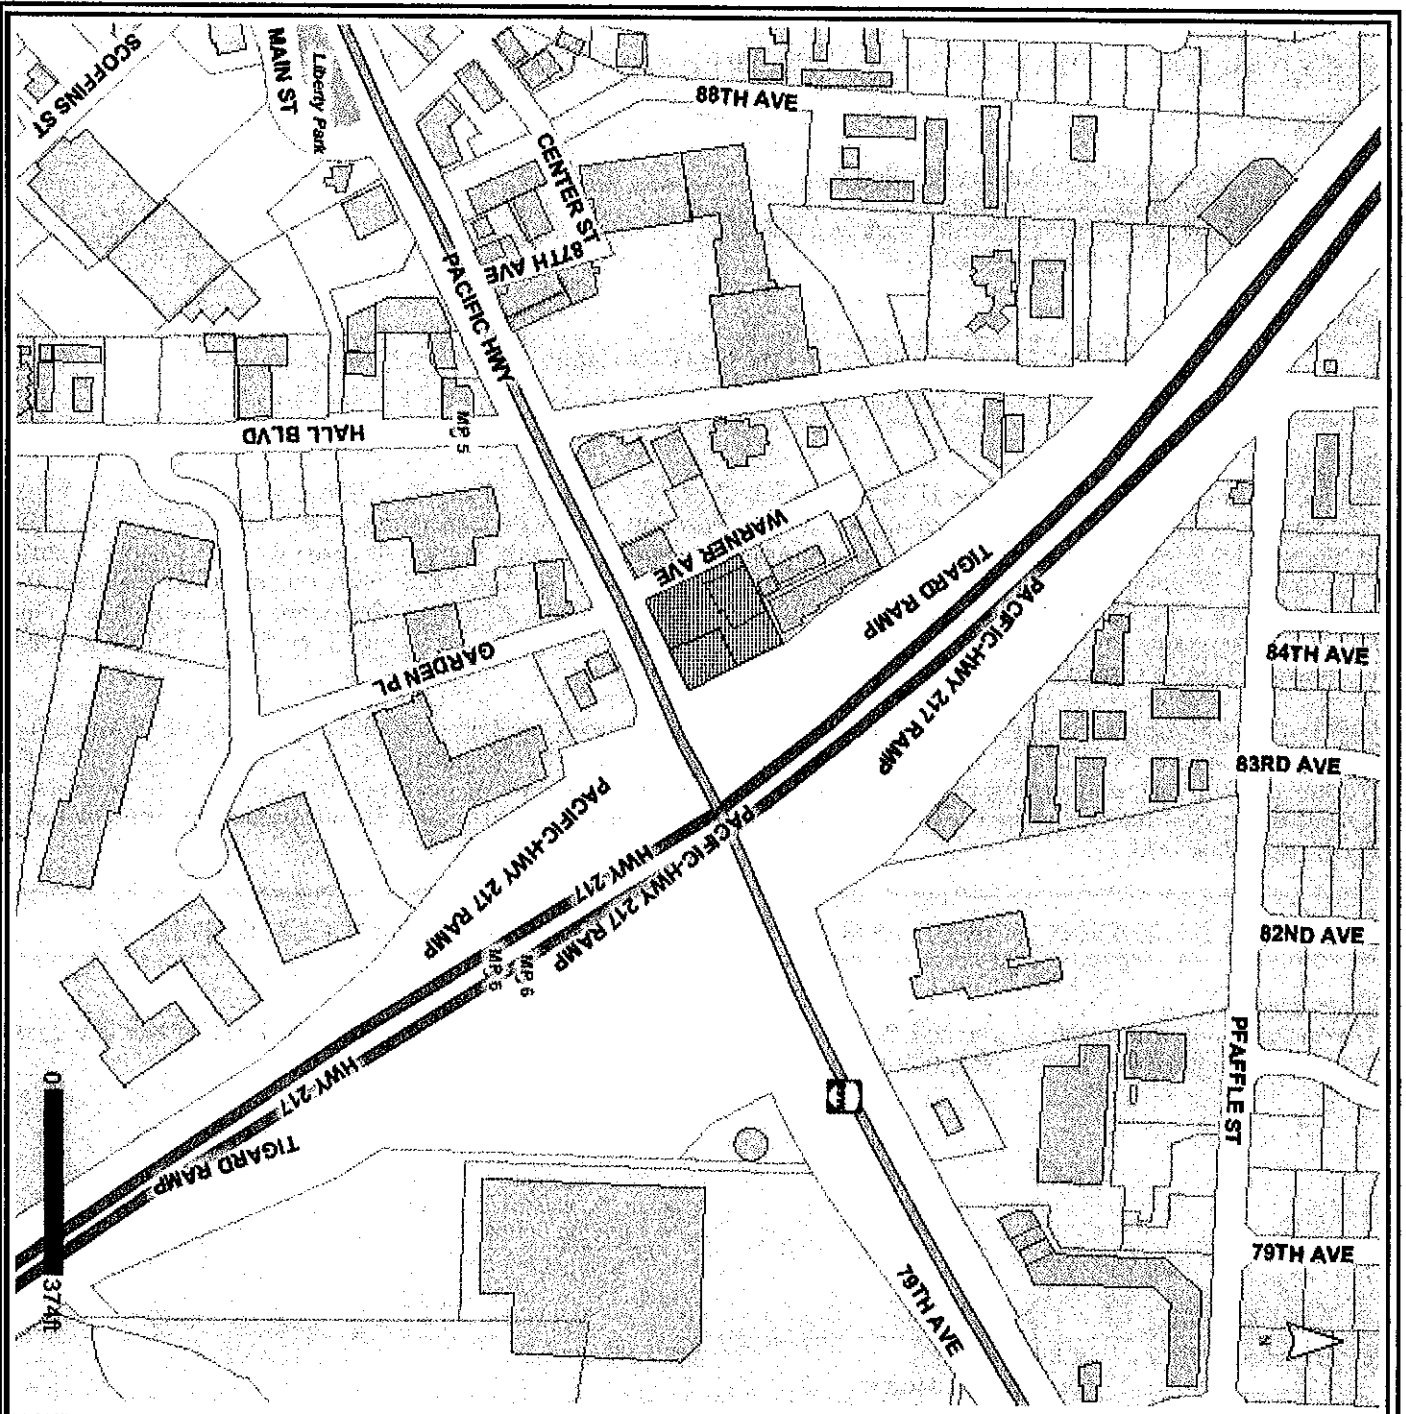 SCOFFINS ST
MAIN ST
Liberty Park
88TH AVE
CENTER ST
87TH AVE
PACIFIC HWY
HALL BLVD
MP 5
WARNER AVE
GARDEN PL
TIGARD RAMP
PACIFIC-HWY 217 RAMP
84TH AVE
83RD AVE
82ND AVE
PACIFIC-HWY 217 RAMP
HWY 217
PACIFIC-HWY 217 RAMP
MP 6
MP 6
PFAFFLE ST
HWY 217
TIGARD RAMP
79TH AVE
79TH AVE
0
374ft
N